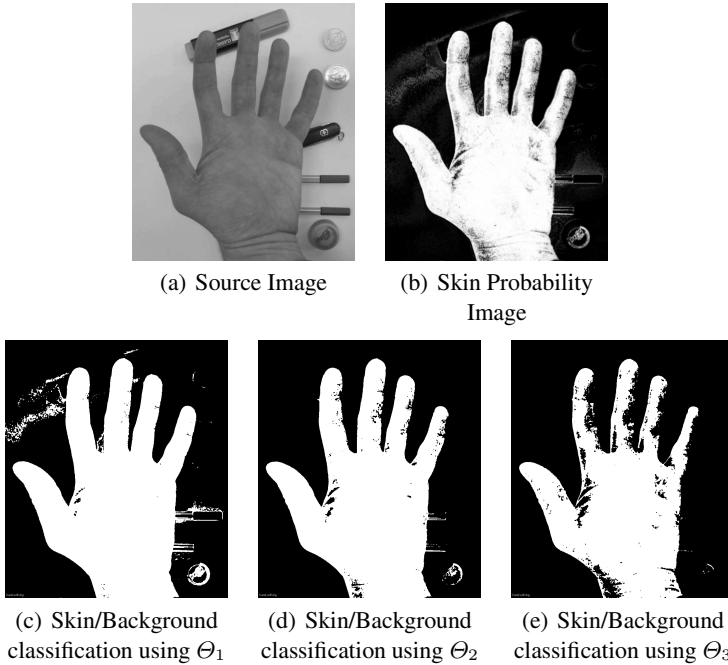 (a) Source Image
(b) Skin Probability
Image
(c) Skin/Background
classification using Θ1
(d) Skin/Background
classification using Θ2
(e) Skin/Background
classification using Θ3